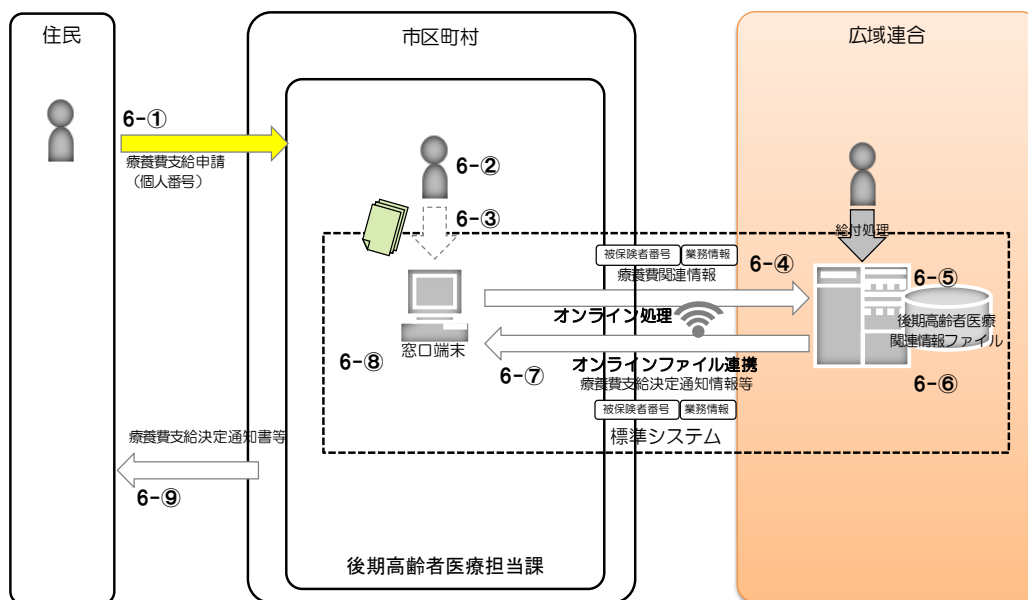 住民
市区町村
広域連合
6-①
療養費支給申請
（個人番号）
6-②
6-③
給付処理
被保険者番号
業務情報
療養費関連情報
6-④
6-⑤
オンライン処理
後期高齢者医療
関連情報ファイル
窓口端末
6-⑧
6-⑦
オンラインファイル連携
療養費支給決定通知情報等
6-⑥
被保険者番号
業務情報
標準システム
療養費支給決定通知書等
6-⑨
後期高齢者医療担当課